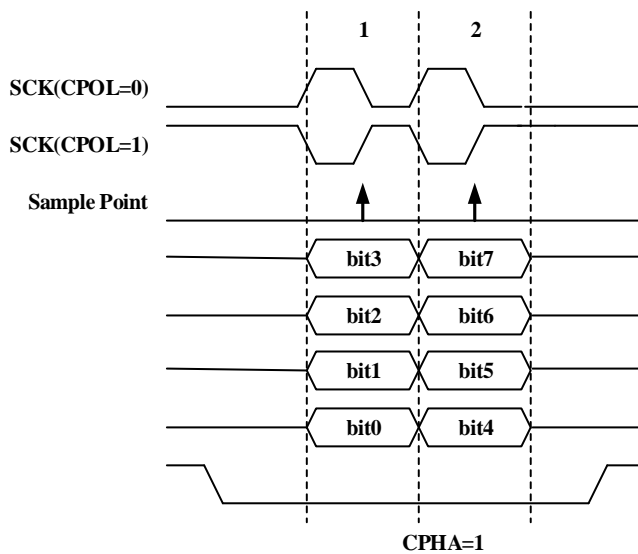 1 2
SCK(CPOL=0)
SCK(CPOL=1)
Sample Point
bit3 bit7
bit2 bit6
bit1 bit5
bit0 bit4
CPHA=1